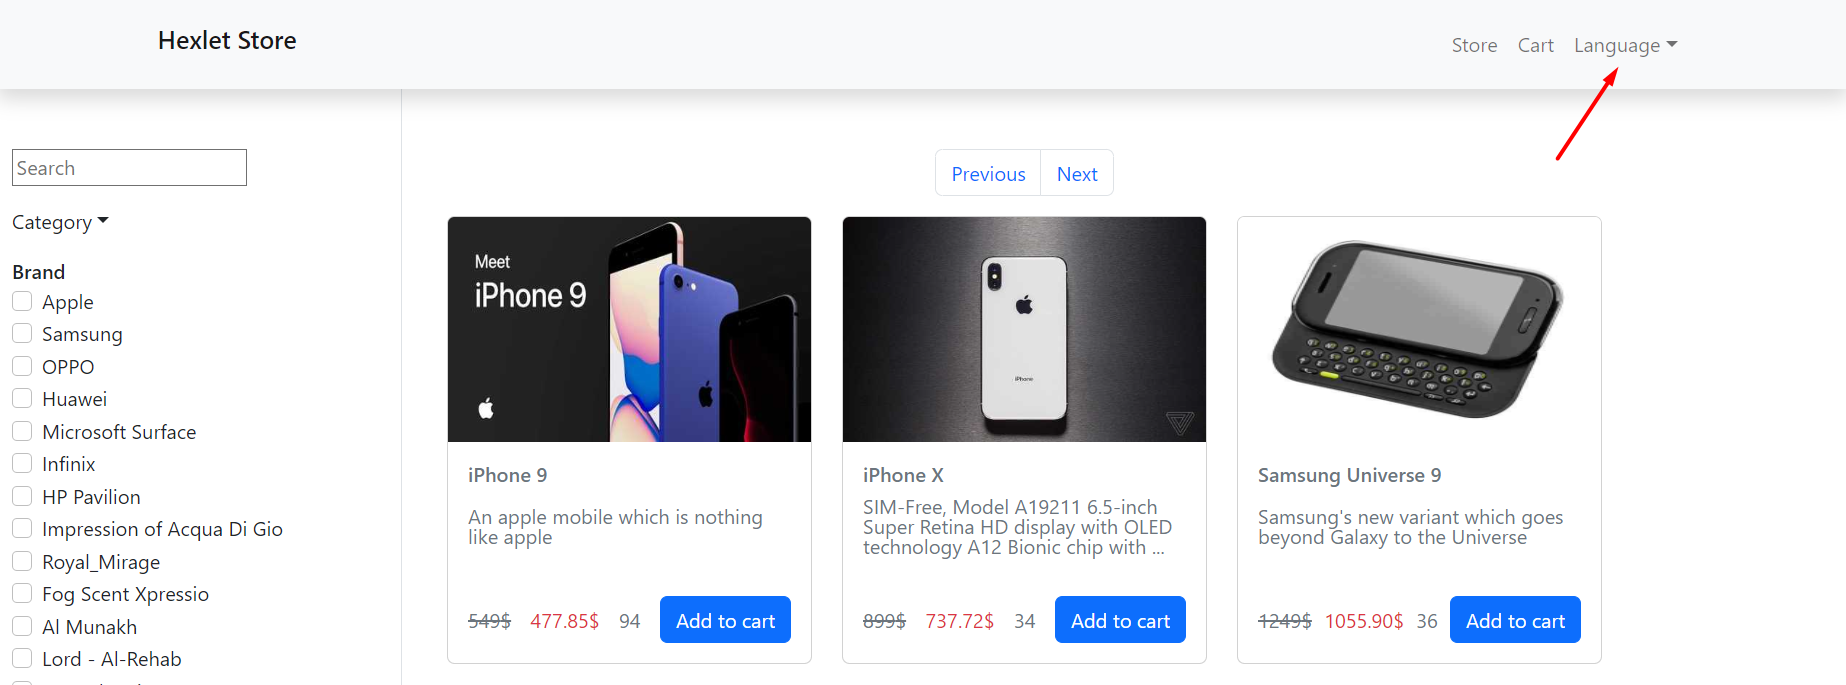 Hexlet Store
Store Cart Language
Search
Previous Next
Category
Brand
Apple
Samsung
OPPO
Huawei
Microsoft Surface
Infinix
HP Pavilion
Impression of Acqua Di Gio
Royal_Mirage
Fog Scent Xpressio
Al Munakh
Lord - Al-Rehab
Meet
iPhone 9
iPhone 9
An apple mobile which is nothing
like apple
549$ 477.85$ 94 Add to cart
iPhone
iPhone X
SIM-Free, Model A19211 6.5-inch
Super Retina HD display with OLED
technology A12 Bionic chip with ...
899$ 737.72$ 34 Add to cart
Samsung Universe 9
Samsung's new variant which goes
beyond Galaxy to the Universe
1249$ 1055.90$ 36 Add to cart